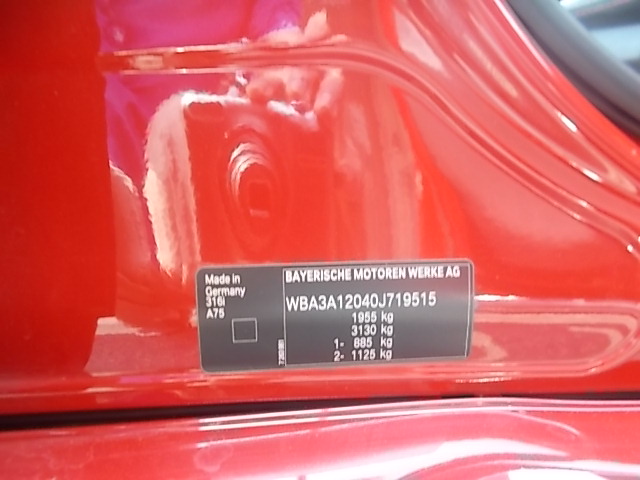 Made in
Germany
316i
A75
BAYERISCHE MOTOREN WERKE AG
WBA3A12040J719515
1955 kg
3130 kg
1- 885 kg
2- 1125 kg